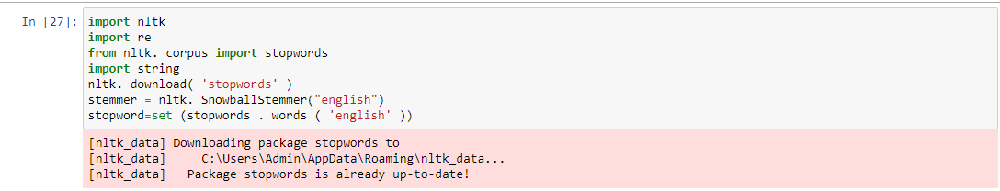 In [27]: import nltk
import re
from nltk. corpus import stopwords
import string
nltk. download( 'stopwords' )
stemmer = nltk. SnowballStemmer("english")
stopword=set (stopwords . words ( 'english' ))
[nltk_data] Downloading package stopwords to
[nltk_data]     C:\Users\Admin\AppData\Roaming\nltk_data...
[nltk_data]   Package stopwords is already up-to-date!